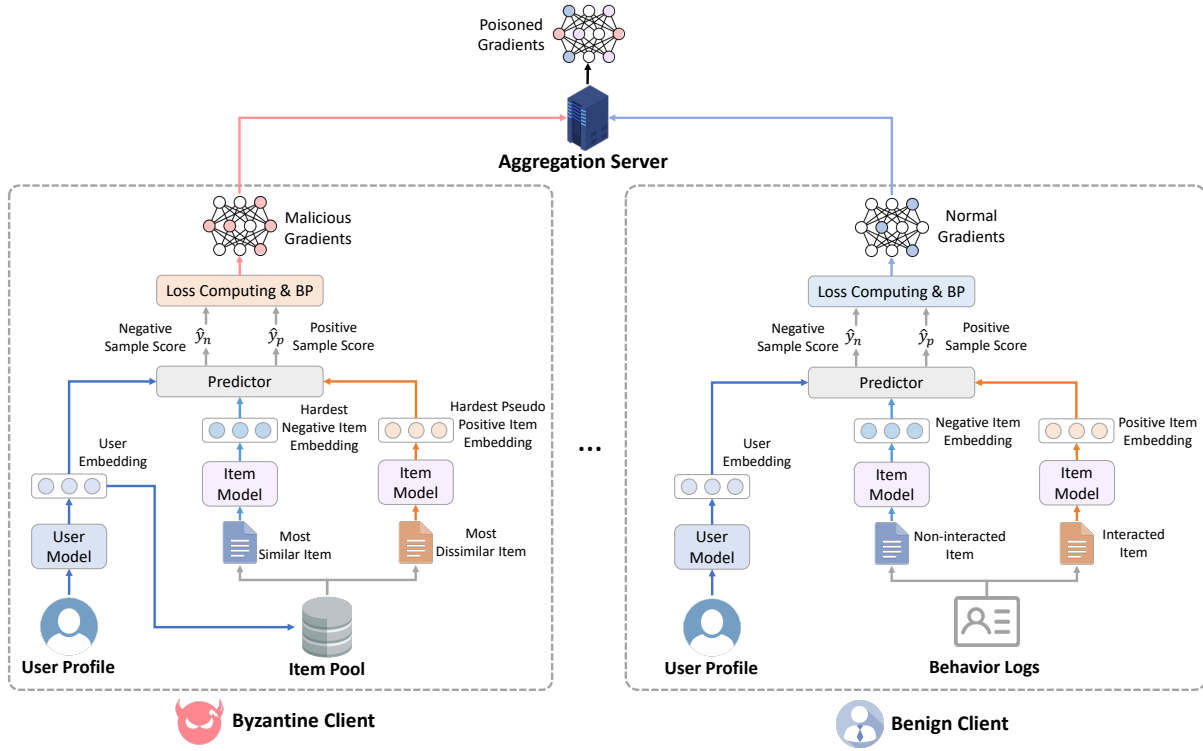 Poisoned
Gradients
Aggregation Server
Malicious
Gradients
Loss Computing & BP
Negative
Sample Score
ŷₙ
ŷₚ
Positive
Sample Score
Predictor
Hardest
Negative Item
Embedding
Hardest Pseudo
Positive Item
Embedding
User
Embedding
Item
Model
Item
Model
User
Model
Most
Similar Item
Most
Dissimilar Item
User Profile
Item Pool
Byzantine Client
...
Normal
Gradients
Loss Computing & BP
Negative
Sample Score
ŷₙ
ŷₚ
Positive
Sample Score
Predictor
Negative Item
Embedding
Positive Item
Embedding
User
Embedding
Item
Model
Item
Model
User
Model
Non-interacted
Item
Interacted
Item
User Profile
Behavior Logs
Benign Client